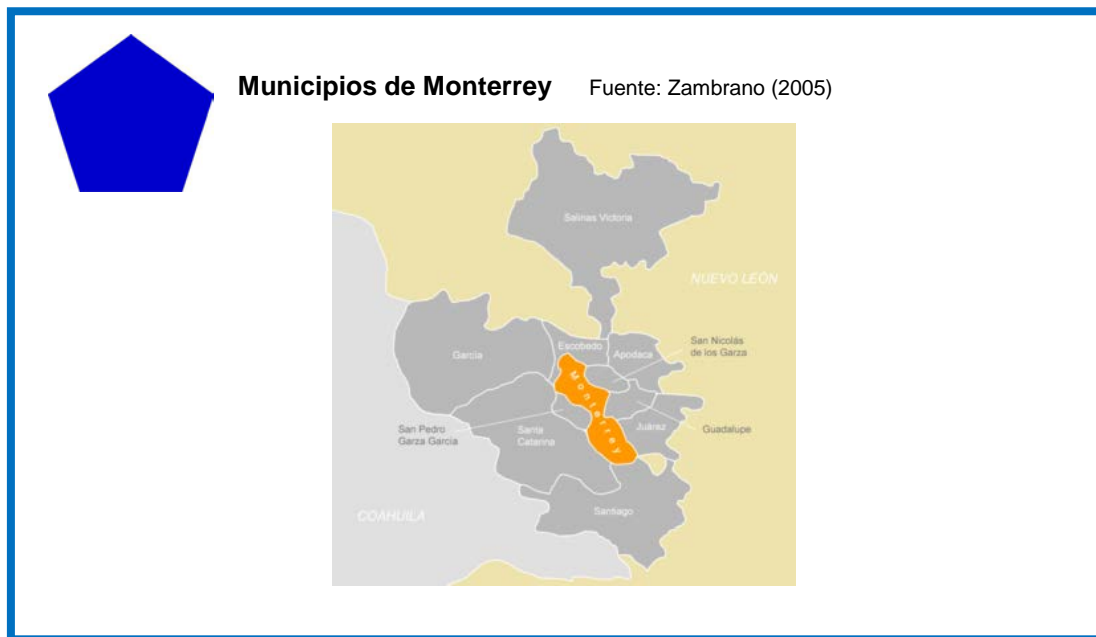 Municipios de Monterrey Fuente: Zambrano (2005)
Salinas Victoria
NUEVO LEÓN
García
Escobedo
Apodaca
San Nicolás
de los Garza
Monterrey
San Pedro
Garza García
Santa
Catarina
Juárez
Guadalupe
Santiago
COAHUILA